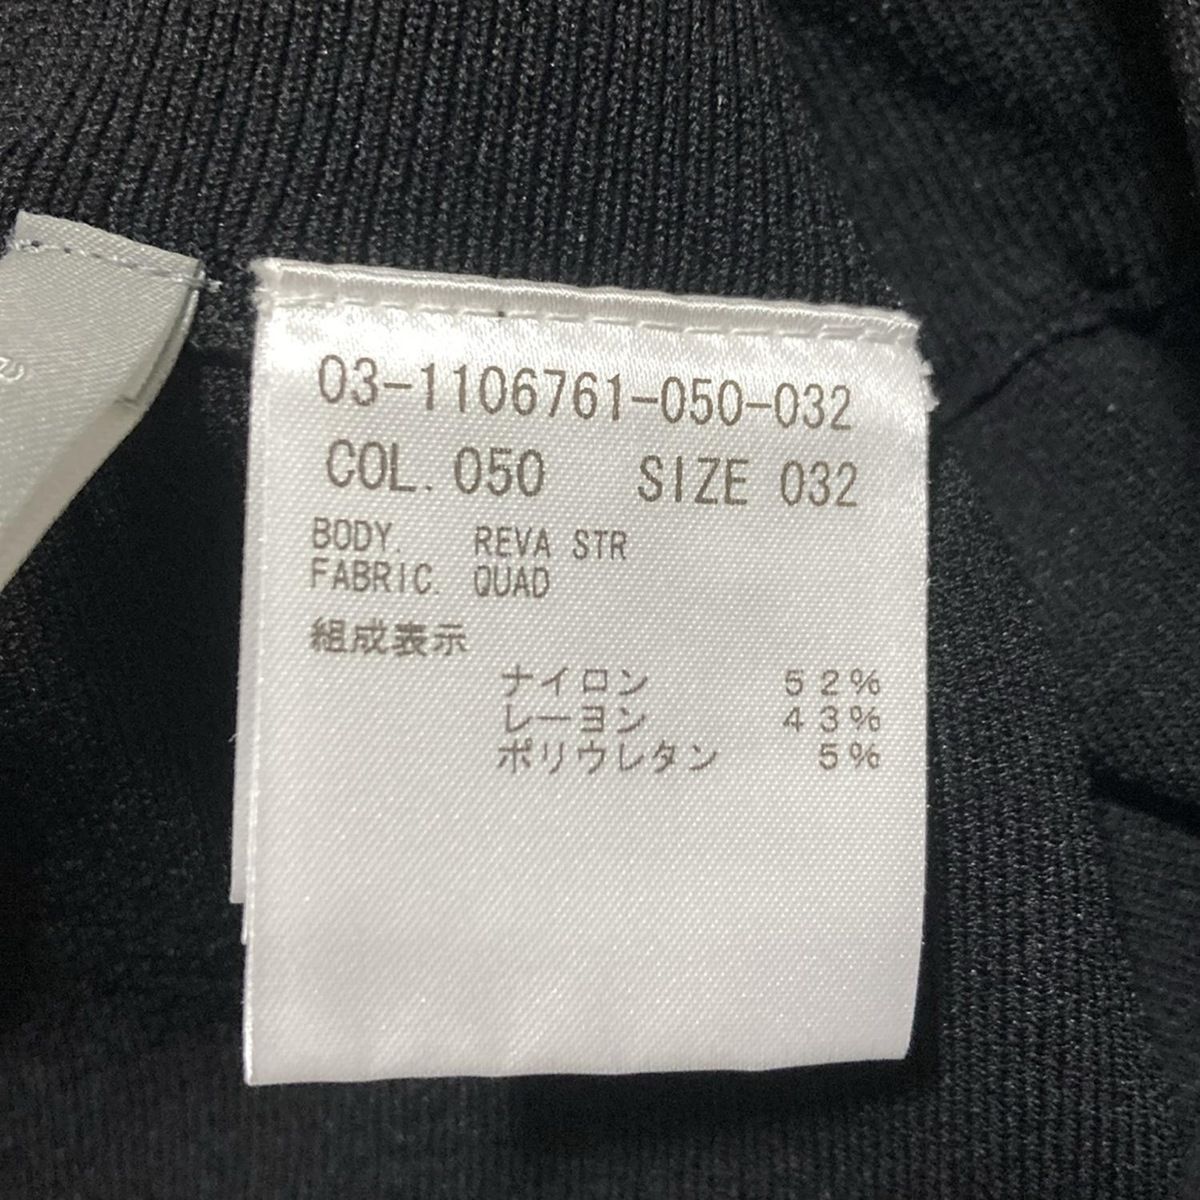 03-1106761-050-032
COL. 050 SIZE 032
BODY. REVA STR
FABRIC. QUAD
組成表示
ナイロン 52%
レーヨン 43%
ポリウレタン 5%